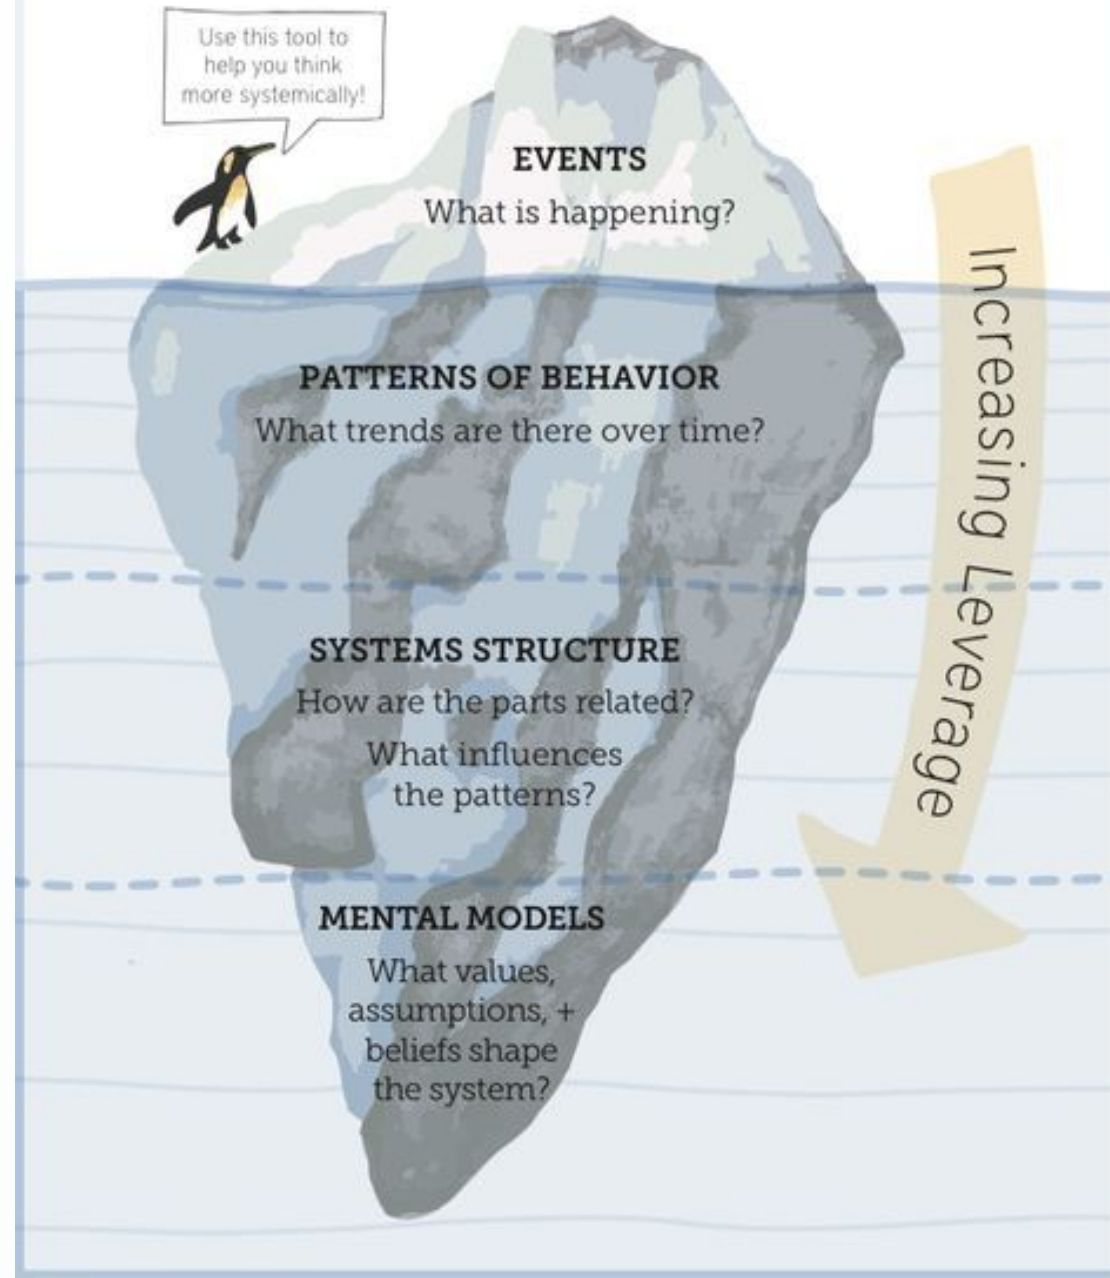 Use this tool to
help you think
more systemically!
EVENTS
What is happening?
PATTERNS OF BEHAVIOR
What trends are there over time?
SYSTEMS STRUCTURE
How are the parts related?
What influences
the patterns?
MENTAL MODELS
What values,
assumptions, +
beliefs shape
the system?
Increasing Leverage